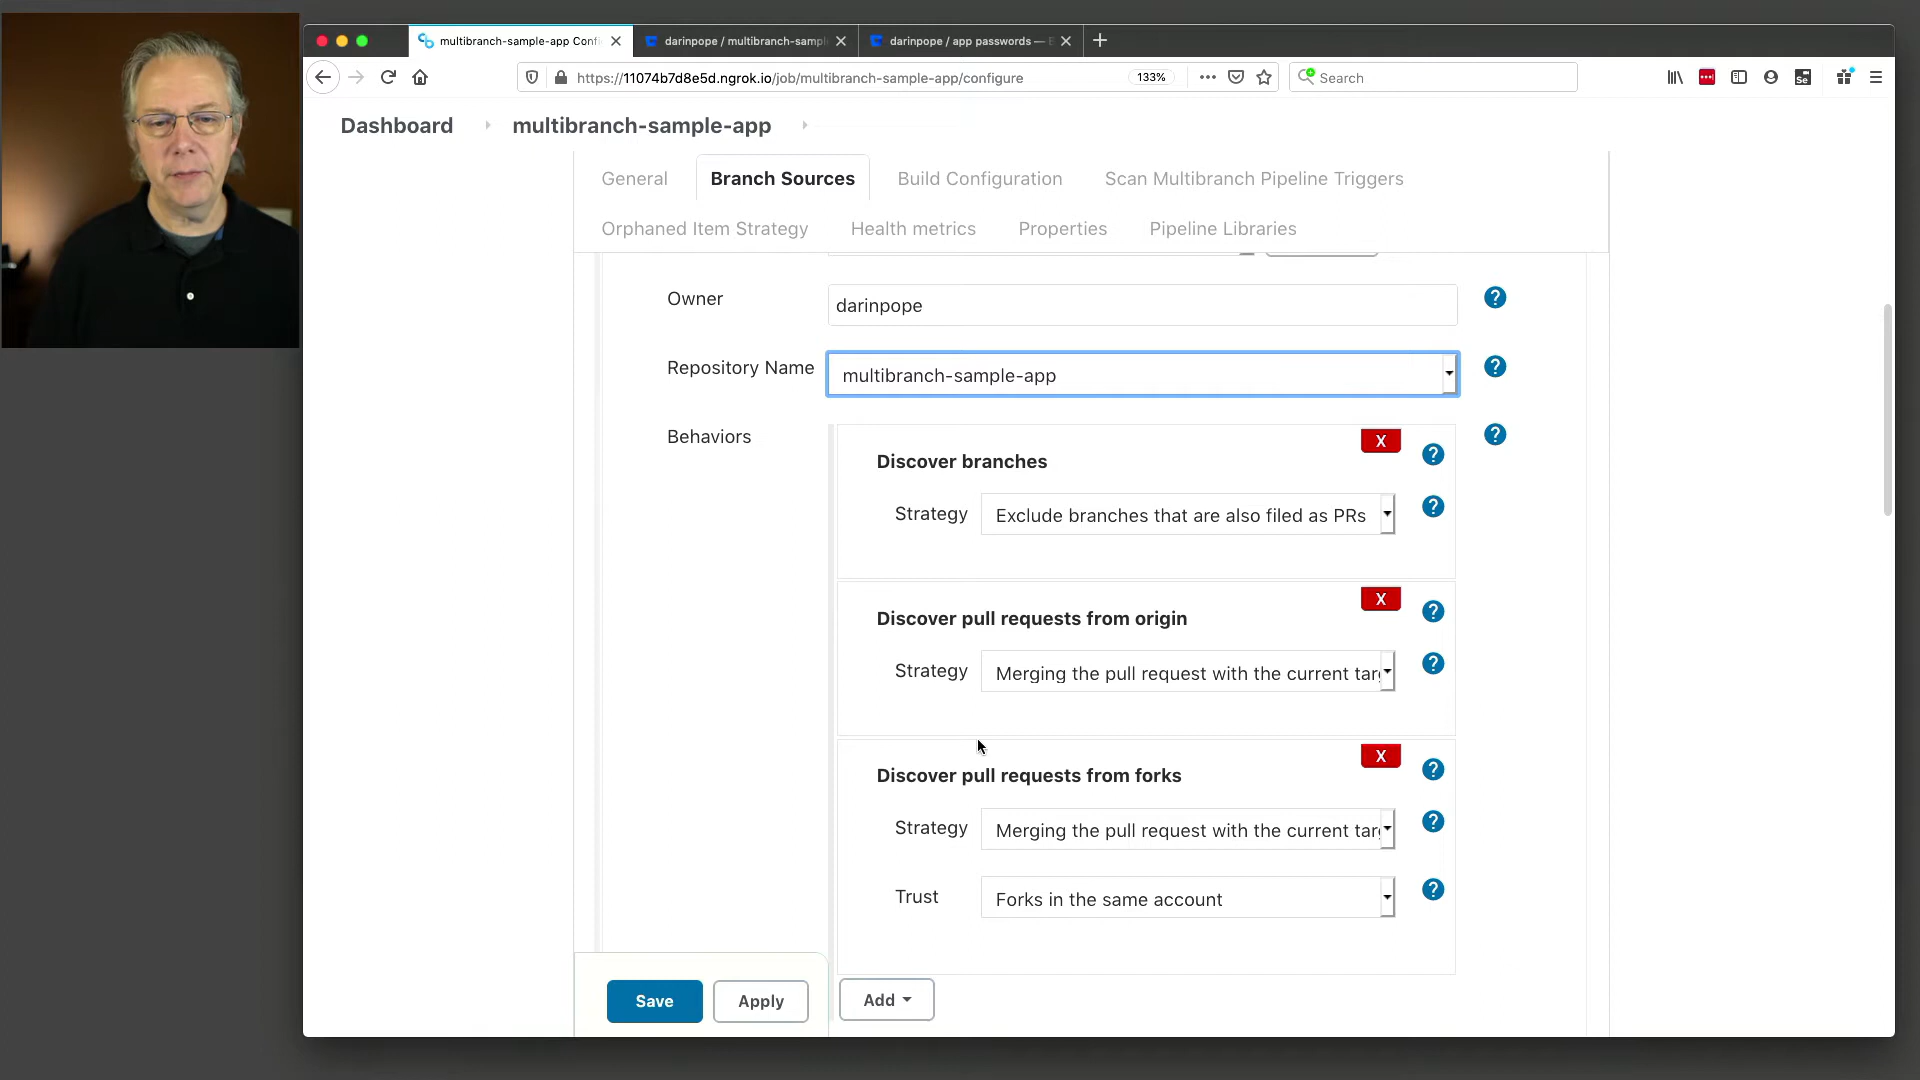 multibranch-sample-app Confi
darinpope / multibranch-sampl
darinpope / app passwords — B
https://11074b7d8e5d.ngrok.io/job/multibranch-sample-app/configure
133%
Search
Se
Dashboard
multibranch-sample-app
General
Branch Sources
Build Configuration
Scan Multibranch Pipeline Triggers
Orphaned Item Strategy
Health metrics
Properties
Pipeline Libraries
Owner
darinpope
?
Repository Name
multibranch-sample-app
?
Behaviors
X
?
?
Discover branches
Strategy
Exclude branches that are also filed as PRs
?
X
?
Discover pull requests from origin
Strategy
Merging the pull request with the current targ
?
X
?
Discover pull requests from forks
Strategy
Merging the pull request with the current targ
?
Trust
Forks in the same account
?
Save
Apply
Add